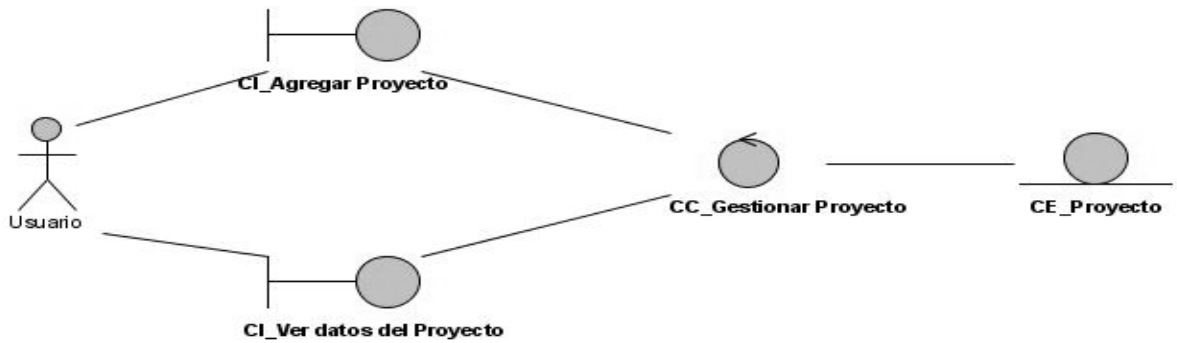 CI_Agregar Proyecto
Usuario
CC_Gestionar Proyecto
CE_Proyecto
CI_Ver datos del Proyecto